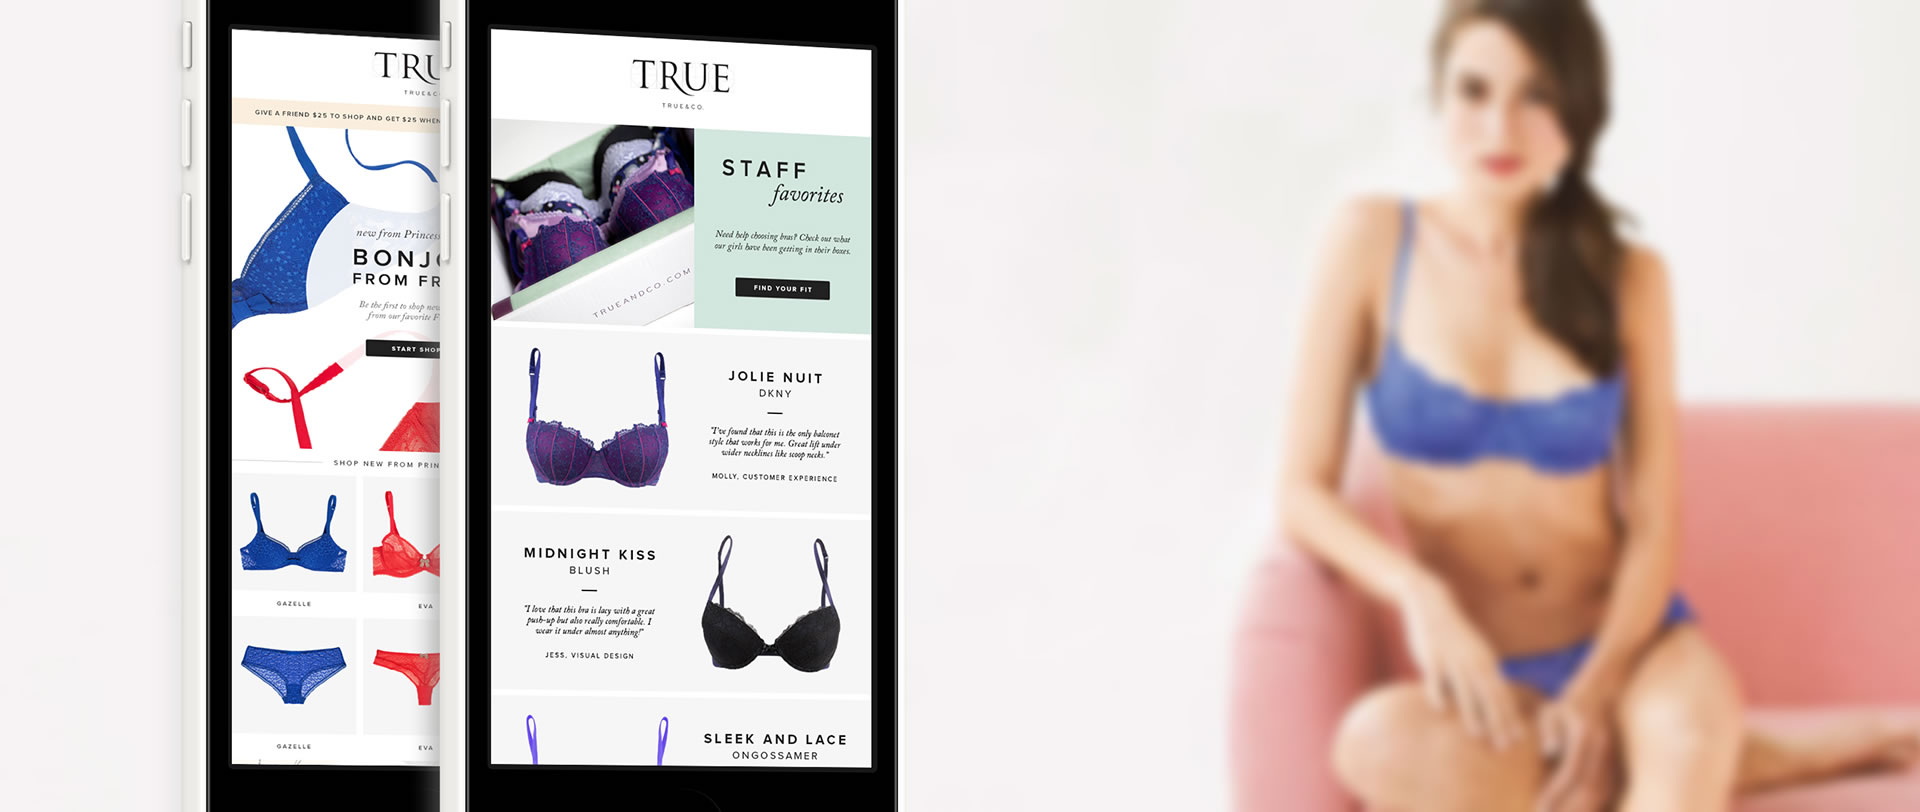 TRU
TRUE&C
GIVE A FRIEND $25 TO SHOP AND GET $25 WHEN
new from Princess
BONJO
FROM FR
Be the first to shop new
from our favorite F
START SHOP
SHOP NEW FROM PRIN
GAZELLE
EVA
GAZELLE
EVA
TRUE
TRUE&CO.
STAFF
favorites
Need help choosing bras? Check out what
our girls have been getting in their boxes.
FIND YOUR FIT
TRUEANDCO.COM
JOLIE NUIT
DKNY
"I've found that this is the only balconet
style that works for me. Great lift under
wider necklines like scoop necks."
MOLLY, CUSTOMER EXPERIENCE
MIDNIGHT KISS
BLUSH
"I love that this bra is lacy with a great
push-up but also really comfortable. I
wear it under almost anything!"
JESS, VISUAL DESIGN
SLEEK AND LACE
ONGOSSAMER